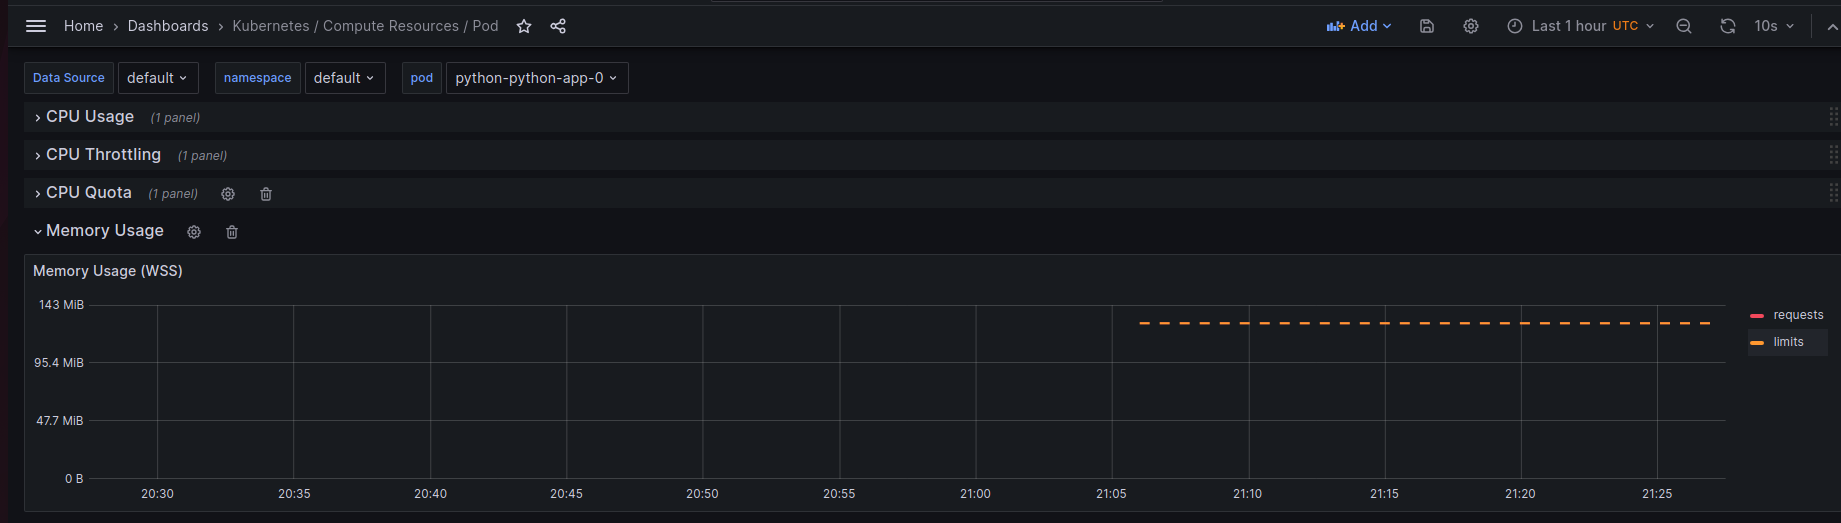 Home › Dashboards › Kubernetes / Compute Resources / Pod Add Last 1 hour UTC 10s
Data Source default namespace default pod python-python-app-0
CPU Usage (1 panel)
CPU Throttling (1 panel)
CPU Quota (1 panel)
Memory Usage
Memory Usage (WSS)
143 MiB
95.4 MiB
47.7 MiB
0 B
20:30 20:35 20:40 20:45 20:50 20:55 21:00 21:05 21:10 21:15 21:20 21:25
requests
limits